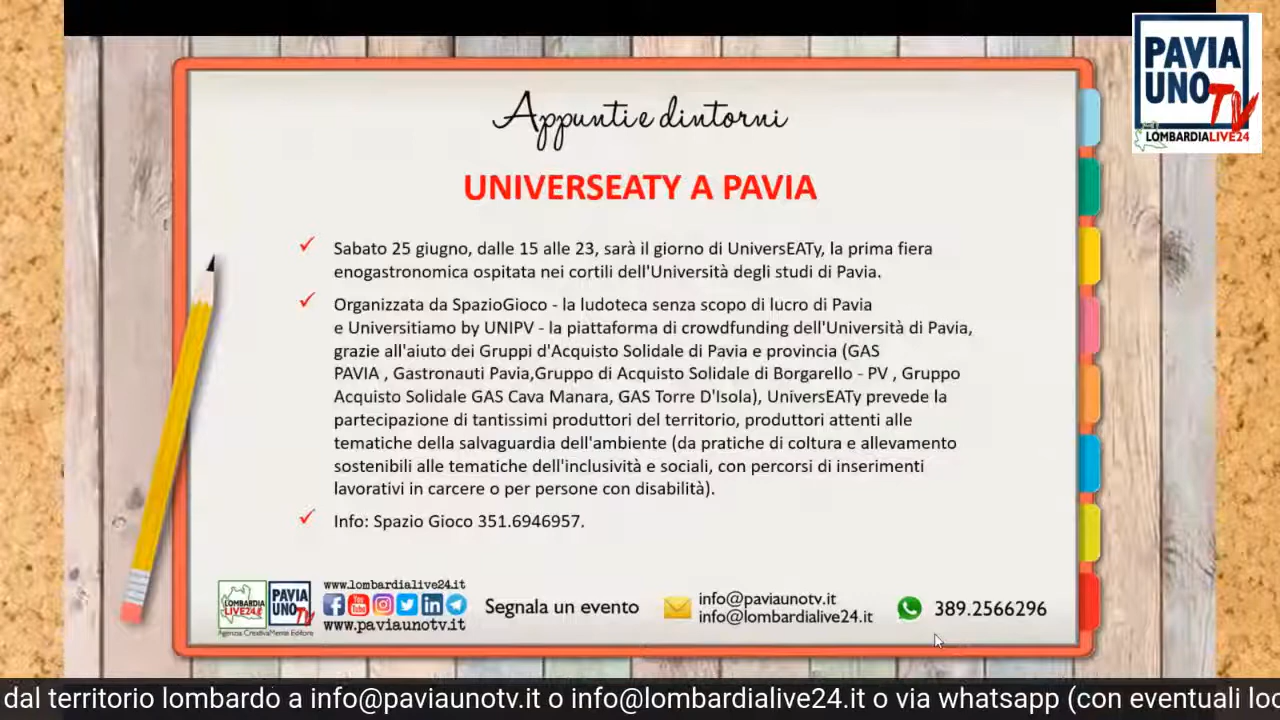 PAVIA
UNOTV
LOMBARDIALIVE24
Appunti e dintorni
UNIVERSEATY A PAVIA
Sabato 25 giugno, dalle 15 alle 23, sarà il giorno di UniversEATy, la prima fiera
enogastronomica ospitata nei cortili dell'Università degli studi di Pavia.
Organizzata da SpazioGioco - la ludoteca senza scopo di lucro di Pavia
e Universitiamo by UNIPV - la piattaforma di crowdfunding dell'Università di Pavia,
grazie all'aiuto dei Gruppi d'Acquisto Solidale di Pavia e provincia (GAS
PAVIA , Gastronauti Pavia,Gruppo di Acquisto Solidale di Borgarello - PV , Gruppo
Acquisto Solidale GAS Cava Manara, GAS Torre D'Isola), UniversEATy prevede la
partecipazione di tantissimi produttori del territorio, produttori attenti alle
tematiche della salvaguardia dell'ambiente (da pratiche di coltura e allevamento
sostenibili alle tematiche dell'inclusività e sociali, con percorsi di inserimenti
lavorativi in carcere o per persone con disabilità).
Info: Spazio Gioco 351.6946957.
LOMBARDIA
LIVE24
PAVIA
UNOTV
Agenzia CreativaMente Editore
www.lombardialive24.it
www.paviaunotv.it
Segnala un evento
info@paviaunotv.it
info@lombardialive24.it
389.2566296
dal territorio lombardo a info@paviaunotv.it o info@lombardialive24.it o via whatsapp (con eventuali loc